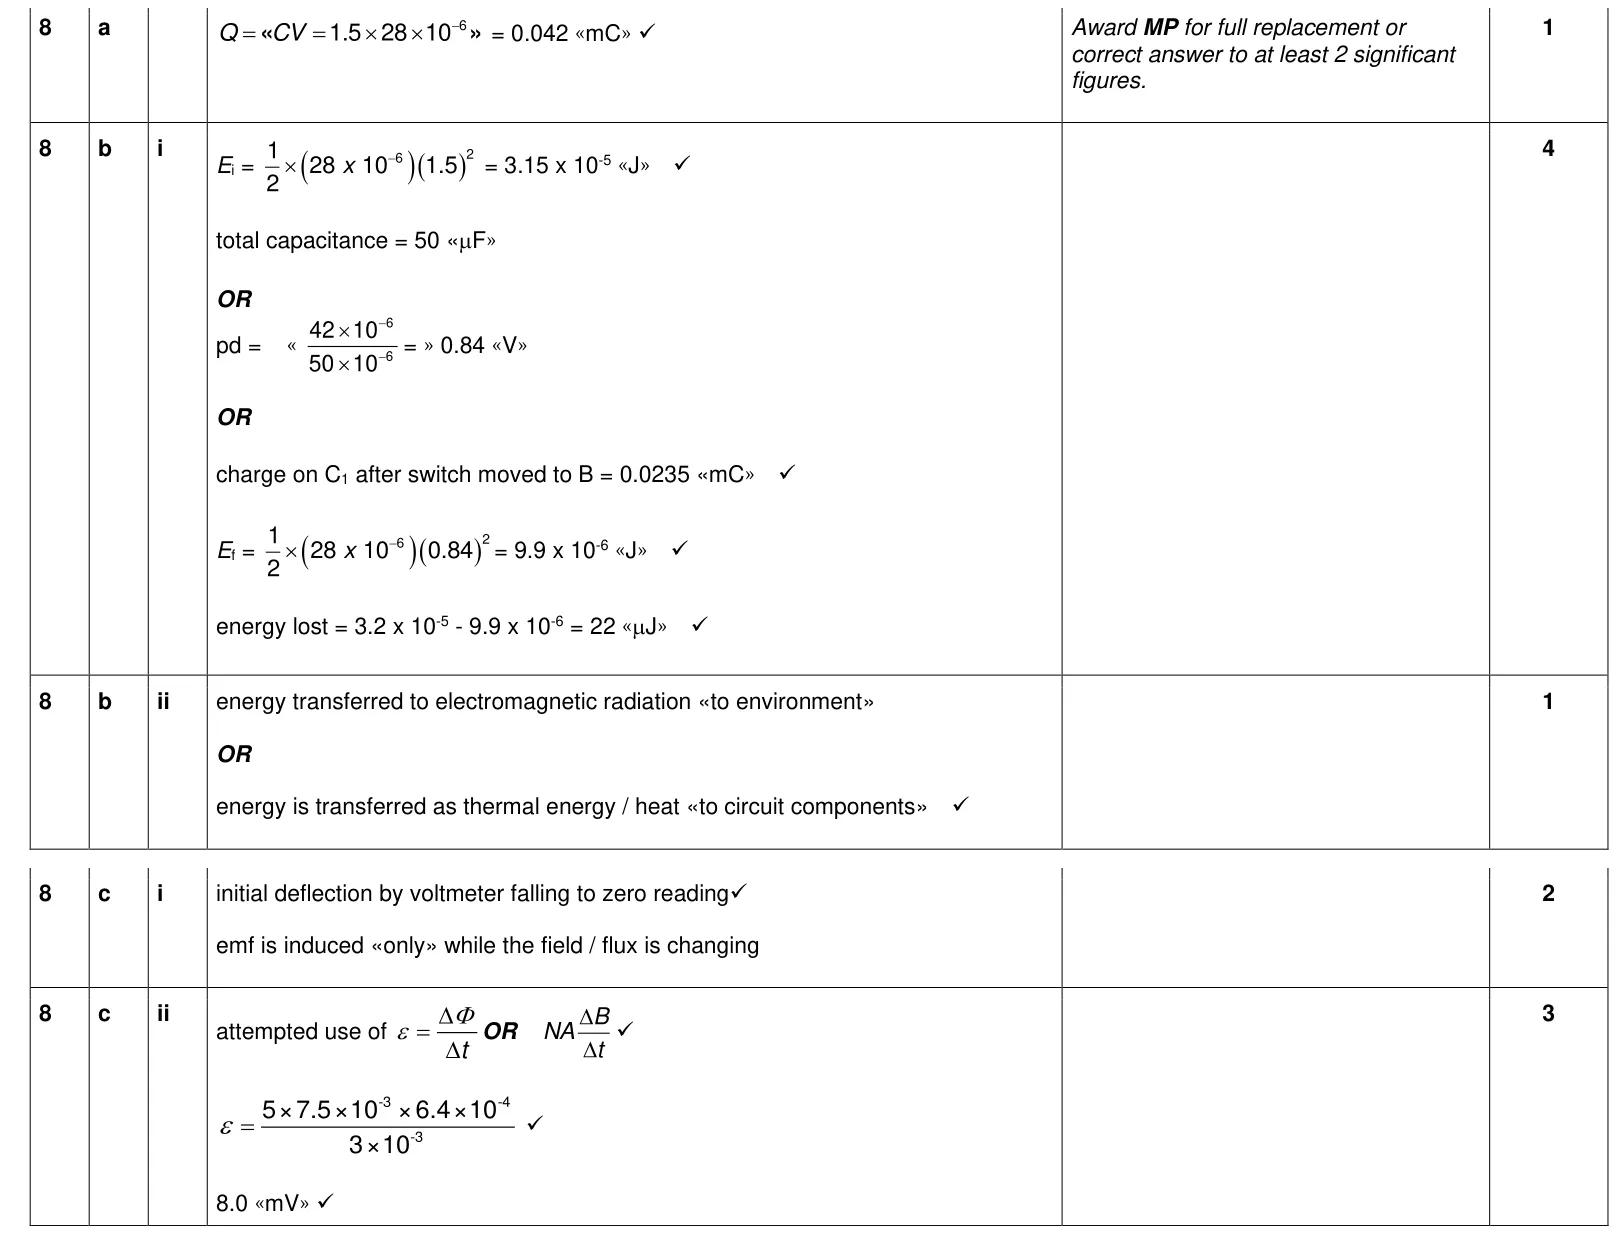 8 a Q = «CV = 1.5 × 28 × 10⁻⁶» = 0.042 «mC» ✓ Award MP for full replacement or 1
correct answer to at least 2 significant
figures.
8 b i Eᵢ = 1/2 × (28 x 10⁻⁶)(1.5)² = 3.15 x 10⁻⁵ «J» ✓ 4
total capacitance = 50 «μF»
OR
pd = « 42 × 10⁻⁶ / 50 × 10⁻⁶ = » 0.84 «V»
OR
charge on C₁ after switch moved to B = 0.0235 «mC» ✓
E_f = 1/2 × (28 x 10⁻⁶)(0.84)² = 9.9 x 10⁻⁶ «J» ✓
energy lost = 3.2 x 10⁻⁵ - 9.9 x 10⁻⁶ = 22 «μJ» ✓
8 b ii energy transferred to electromagnetic radiation «to environment» 1
OR
energy is transferred as thermal energy / heat «to circuit components» ✓
8 c i initial deflection by voltmeter falling to zero reading✓ 2
emf is induced «only» while the field / flux is changing
8 c ii attempted use of ε = ΔΦ/Δt OR NA ΔB/Δt ✓ 3
ε = 5 × 7.5 × 10⁻³ × 6.4 × 10⁻⁴ / 3 × 10⁻³ ✓
8.0 «mV» ✓